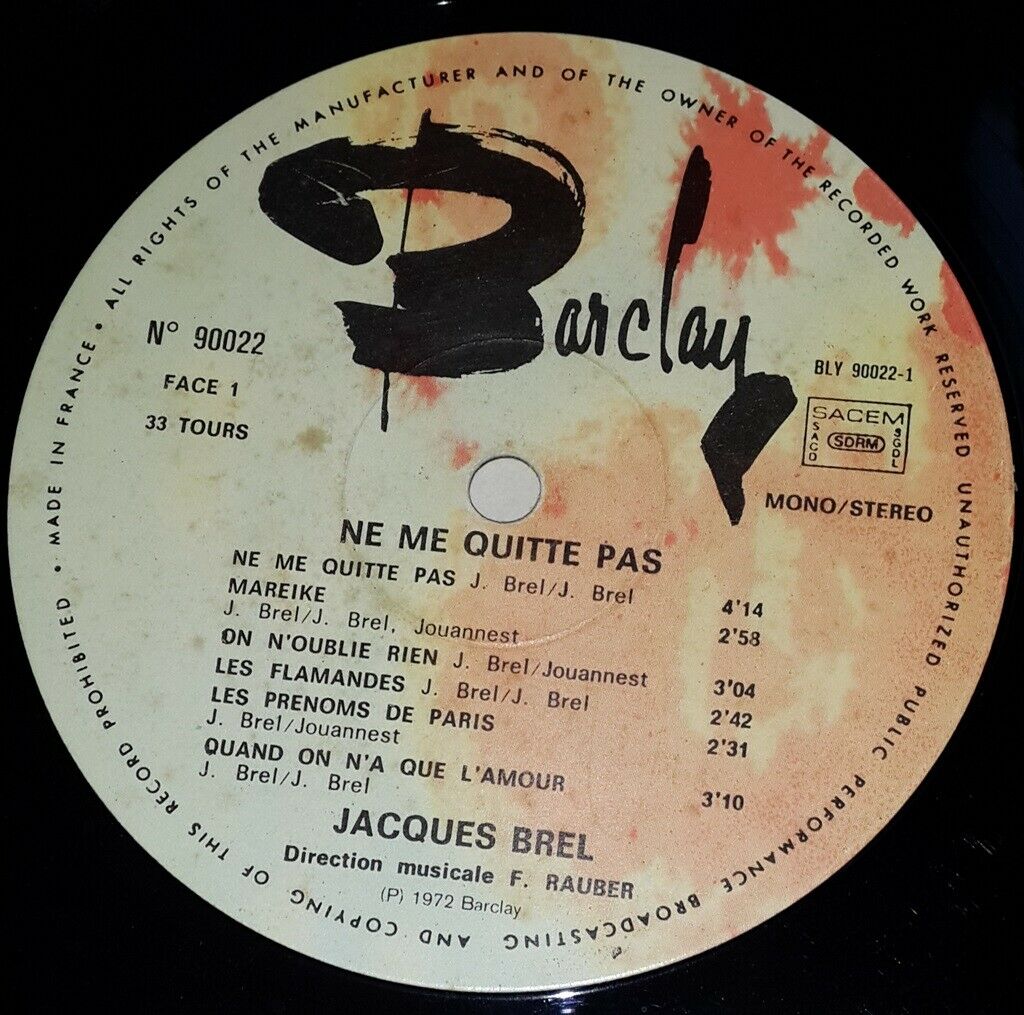 • MADE IN FRANCE • ALL RIGHTS OF THE MANUFACTURER AND OF THE OWNER OF THE RECORDED WORK RESERVED UNAUTHORIZED PUBLIC PERFORMANCE BROADCASTING AND COPYING OF THIS RECORD PROHIBITED
Barclay
N° 90022
FACE 1
33 TOURS
BLY 90022-1
SACEM
SACD
SDRM
SGDL
MONO/STEREO
NE ME QUITTE PAS
NE ME QUITTE PAS J. Brel/J. Brel 4'14
MAREIKE
J. Brel/J. Brel, Jouannest 2'58
ON N'OUBLIE RIEN J. Brel/Jouannest 3'04
LES FLAMANDES J. Brel/J. Brel 2'42
LES PRENOMS DE PARIS 2'31
J. Brel/Jouannest
QUAND ON N'A QUE L'AMOUR
J. Brel/J. Brel 3'10
JACQUES BREL
Direction musicale F. RAUBER
(P) 1972 Barclay